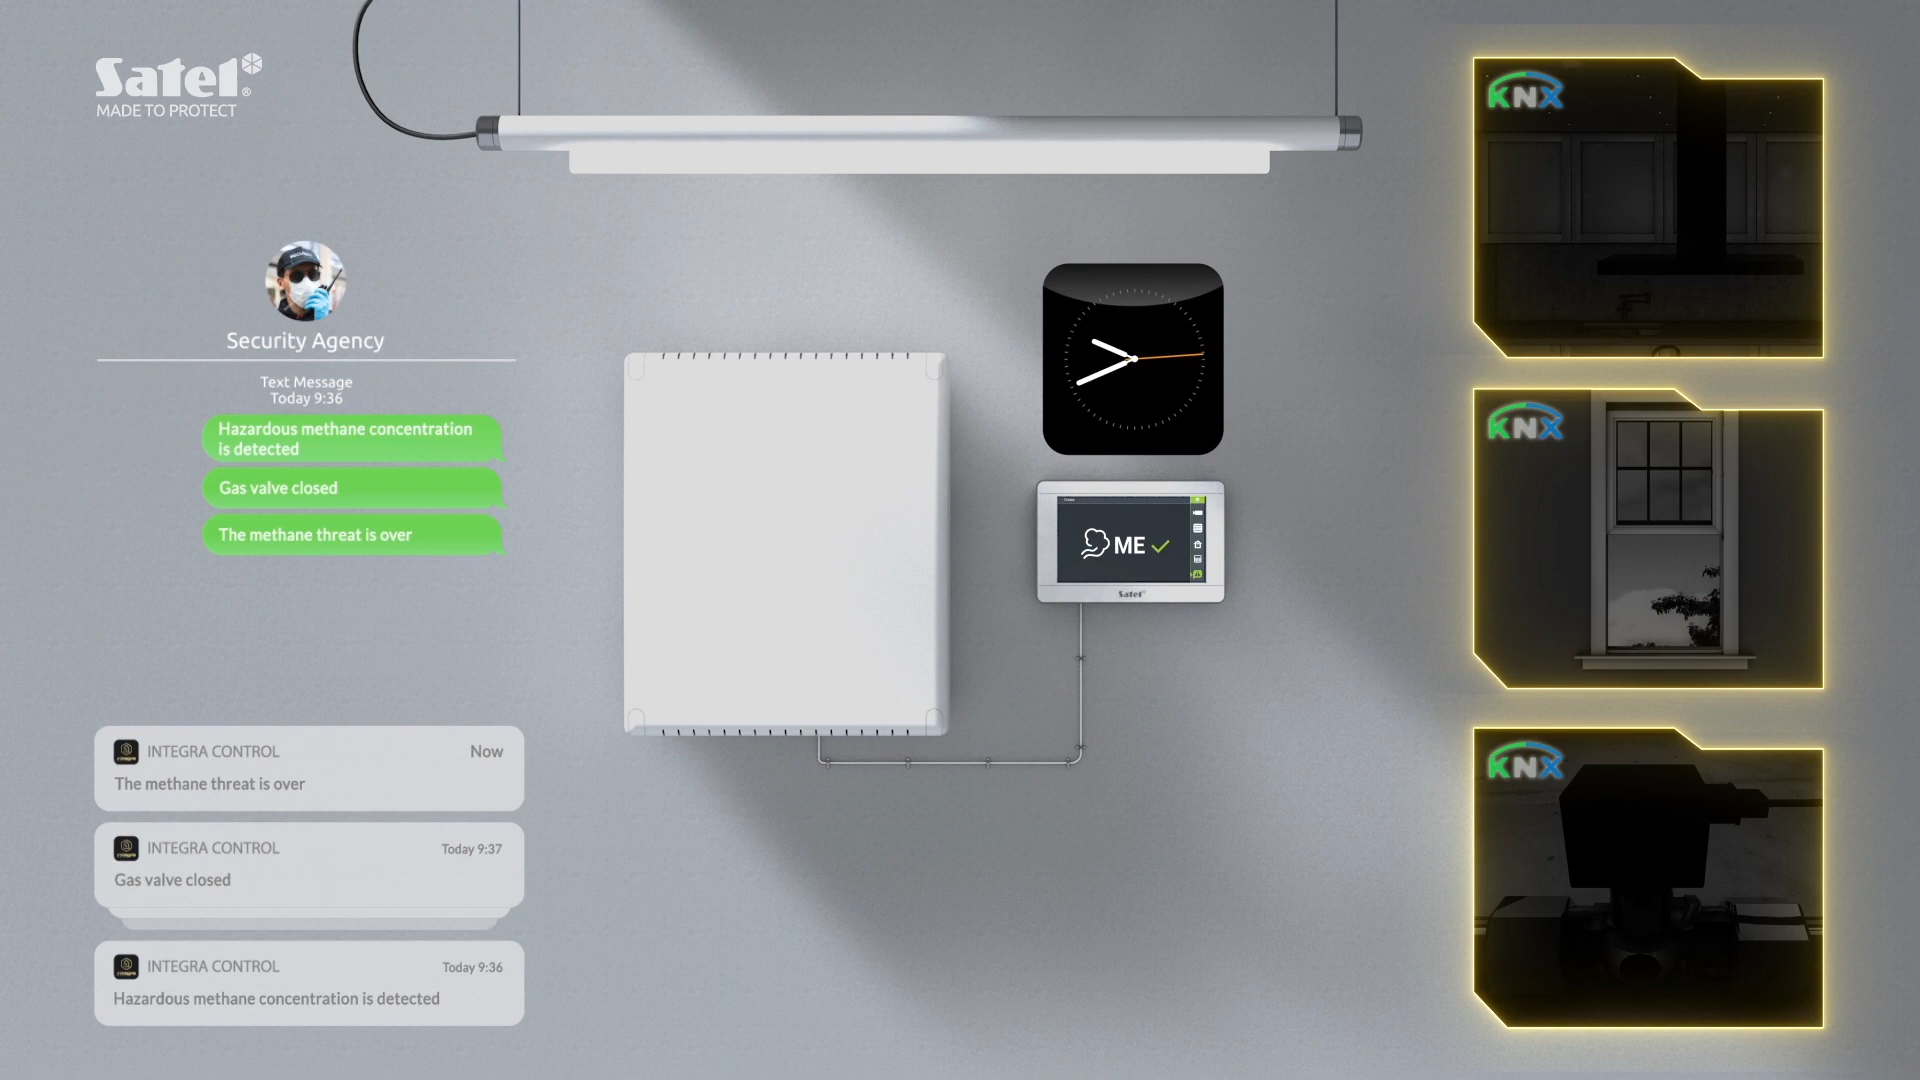 Satel®
MADE TO PROTECT
Security Agency
Text Message
Today 9:36
Hazardous methane concentration
is detected
Gas valve closed
The methane threat is over
INTEGRA CONTROL
Now
The methane threat is over
INTEGRA CONTROL
Today 9:37
Gas valve closed
INTEGRA CONTROL
Today 9:36
Hazardous methane concentration is detected
ME
Satel
KNX
KNX
KNX